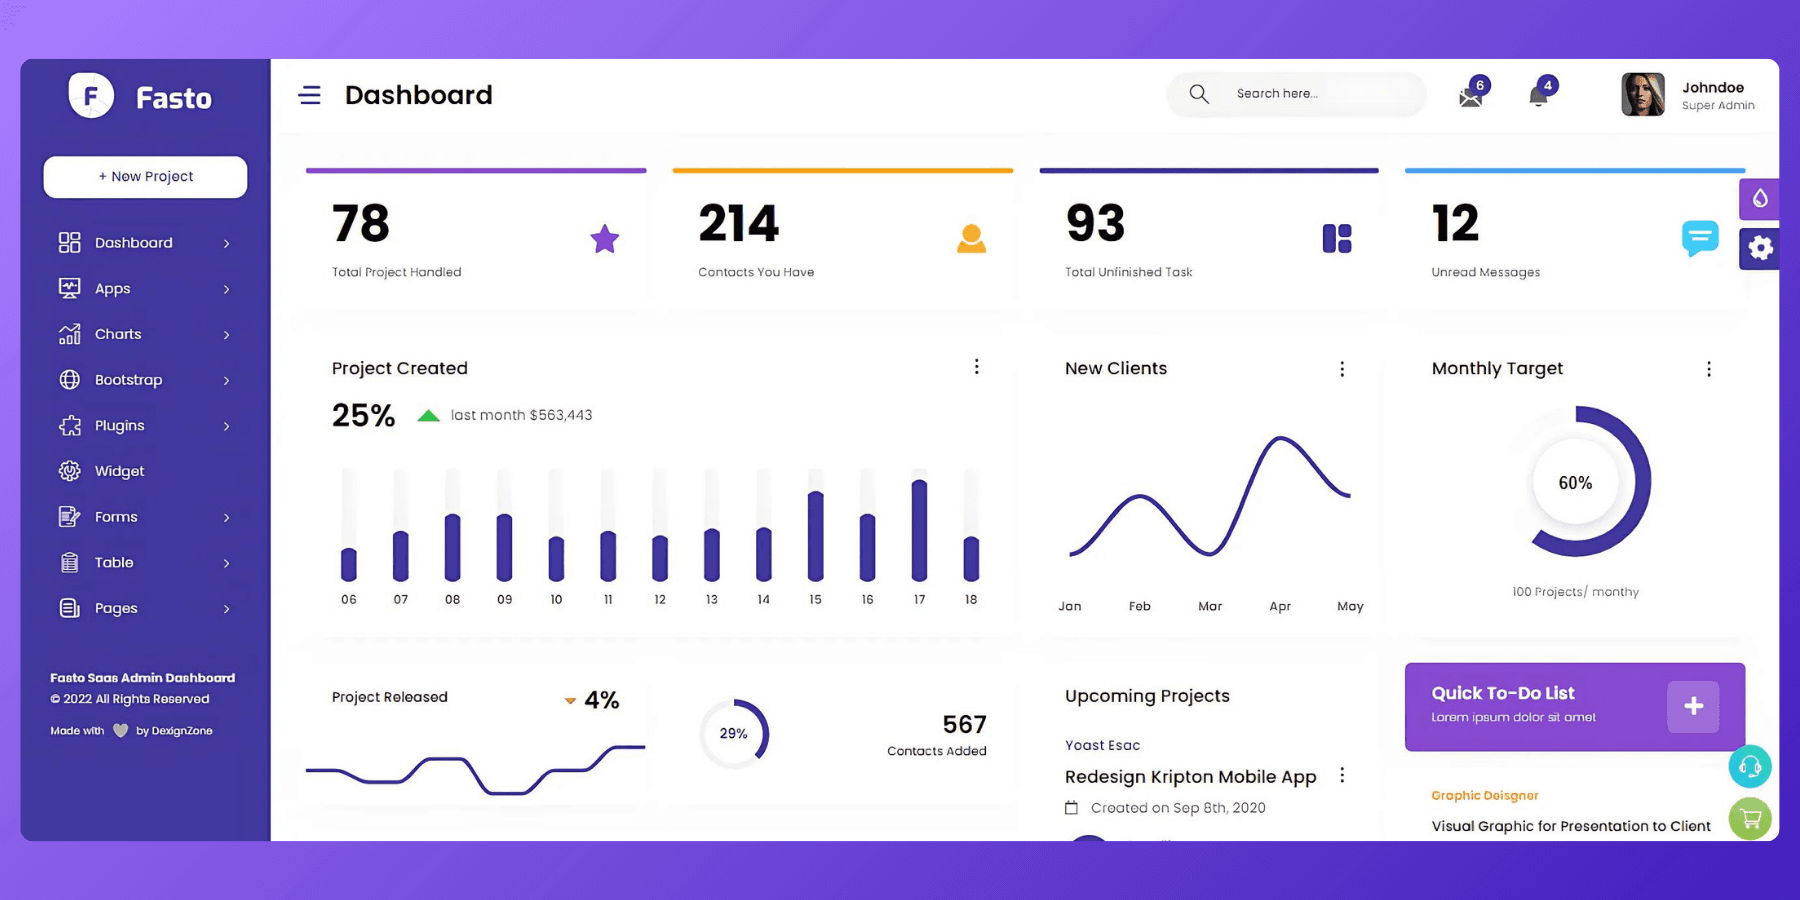 F Fasto
+ New Project
Dashboard
Apps
Charts
Bootstrap
Plugins
Widget
Forms
Table
Pages
Fasto Saas Admin Dashboard
© 2022 All Rights Reserved
Made with by DexignZone
Dashboard
Search here...
6
4
Johndoe
Super Admin
78
Total Project Handled
214
Contacts You Have
93
Total Unfinished Task
12
Unread Messages
Project Created
25% last month $563,443
06 07 08 09 10 11 12 13 14 15 16 17 18
New Clients
Jan Feb Mar Apr May
Monthly Target
60%
100 Projects/ monthy
Project Released
4%
29%
567
Contacts Added
Upcoming Projects
Yoast Esac
Redesign Kripton Mobile App
Created on Sep 8th, 2020
Quick To-Do List
Lorem ipsum dolor sit amet
+
Graphic Deisgner
Visual Graphic for Presentation to Client